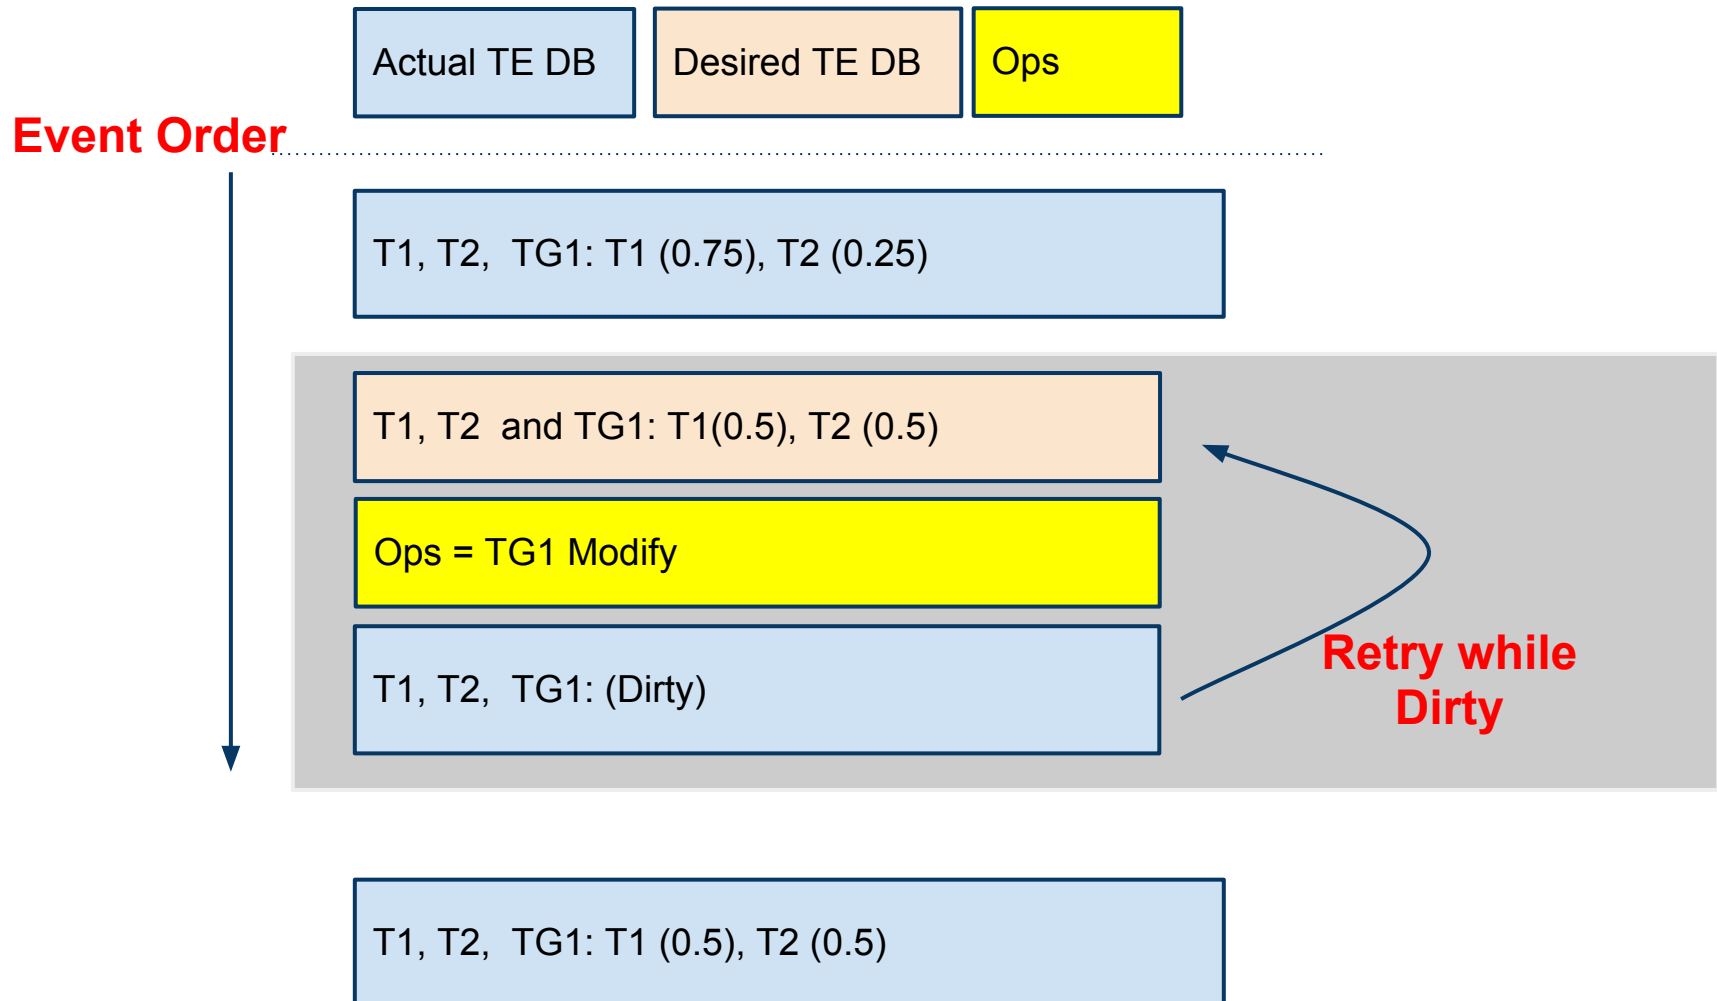 Actual TE DB
Desired TE DB
Ops
Event Order
T1, T2,  TG1: T1 (0.75), T2 (0.25)
T1, T2  and TG1: T1(0.5), T2 (0.5)
Ops = TG1 Modify
T1, T2,  TG1: (Dirty)
Retry while
Dirty
T1, T2,  TG1: T1 (0.5), T2 (0.5)